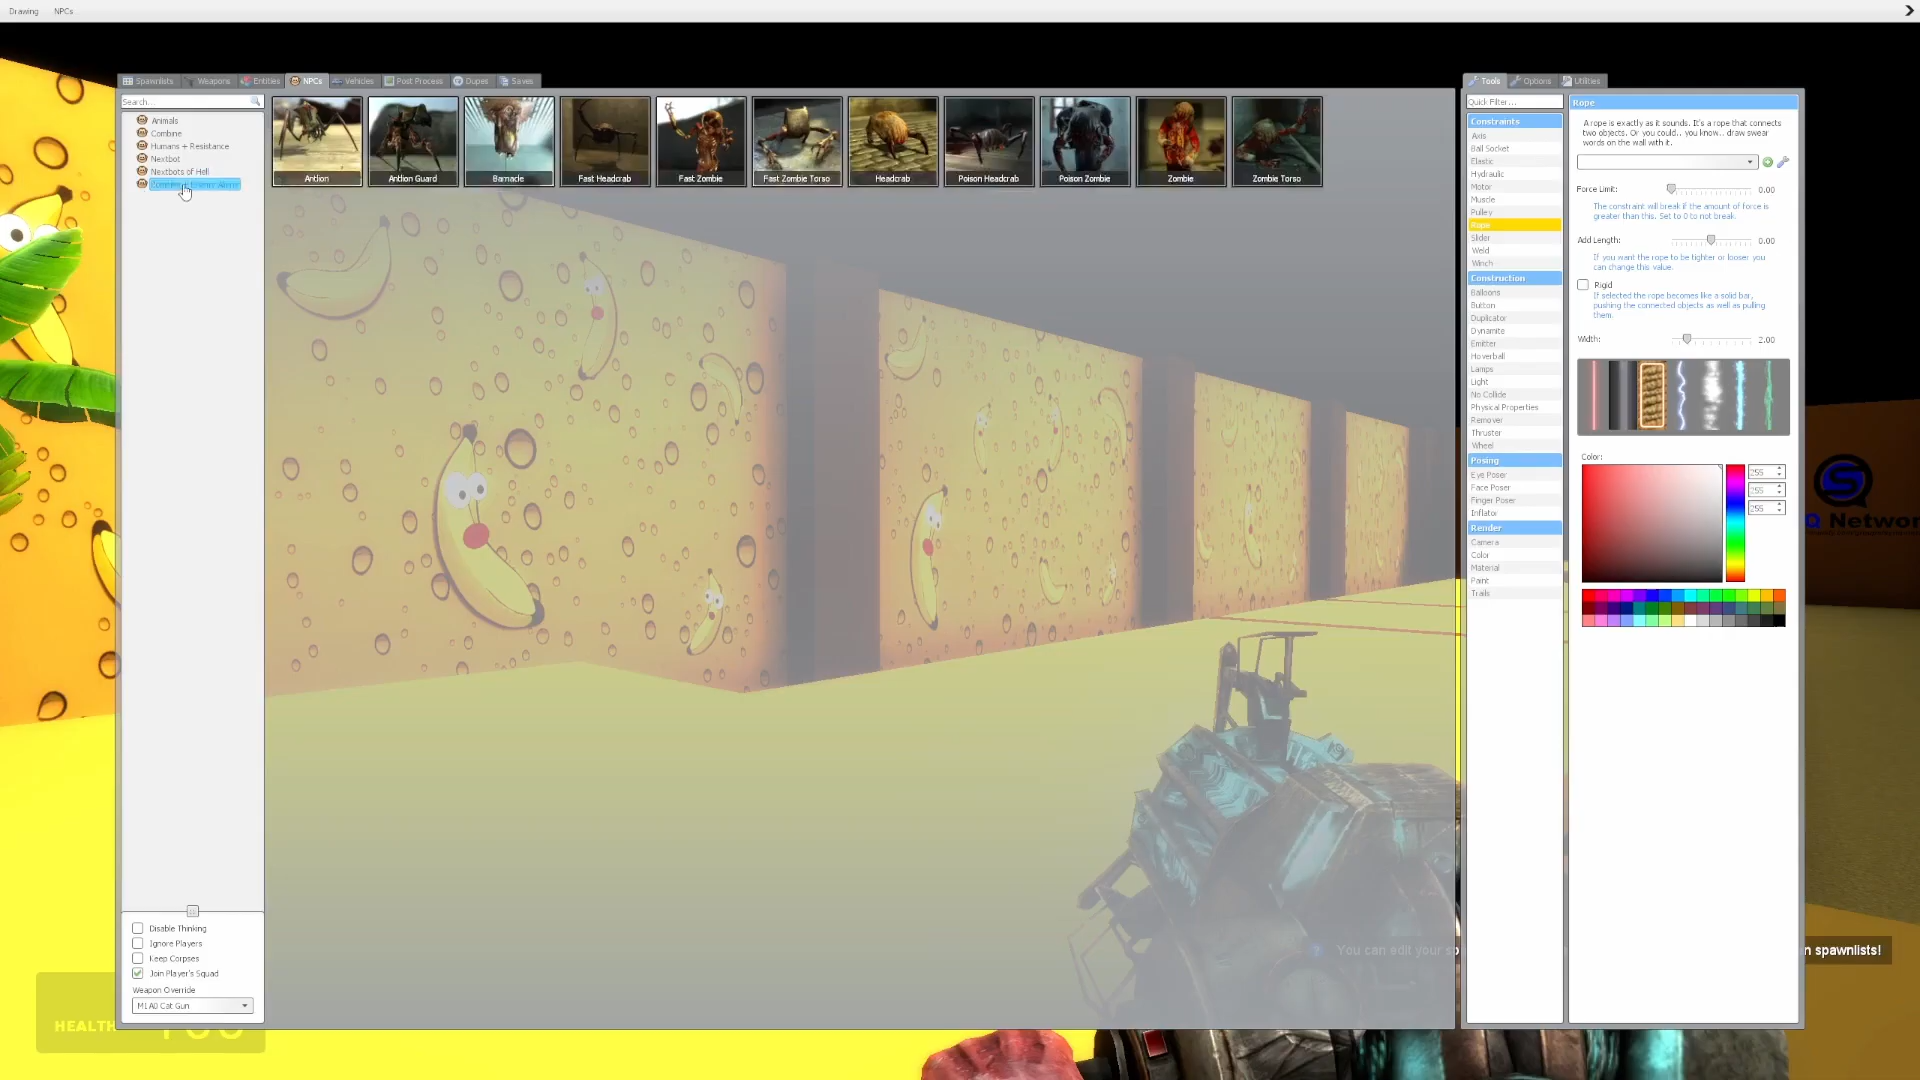 Drawing NPCs
Spawnlists Weapons Entities NPCs Vehicles Post Process Dupes Saves
Search...
Animals
Combine
Humans + Resistance
Nextbot
Nextbots of Hell
Antlion
Antlion Guard
Barnacle
Fast Headcrab
Fast Zombie
Fast Zombie Torso
Headcrab
Poison Headcrab
Poison Zombie
Zombie
Zombie Torso
Disable Thinking
Ignore Players
Keep Corpses
Join Player's Squad
Weapon Override
M1A0 Cat Gun
HEALTH
100
You can edit your sp
n spawnlists!
Tools Options Utilities
Quick Filter...
Constraints
Axis
Ball Socket
Elastic
Hydraulic
Motor
Muscle
Pulley
Rope
Slider
Weld
Winch
Construction
Balloons
Button
Duplicator
Dynamite
Emitter
Hoverball
Lamps
Light
No Collide
Physical Properties
Remover
Thruster
Wheel
Posing
Eye Poser
Face Poser
Finger Poser
Inflator
Render
Camera
Color
Material
Paint
Trails
Rope
A rope is exactly as it sounds. It's a rope that connects
two objects. Or you could.. you know.. draw swear
words on the wall with it.
Force Limit: 0.00
The constraint will break if the amount of force is
greater than this. Set to 0 to not break.
Add Length: 0.00
If you want the rope to be tighter or looser you
can change this value.
Rigid
If selected the rope becomes like a solid bar,
pushing the connected objects as well as pulling
them.
Width: 2.00
Color:
255
255
255
Q Networ